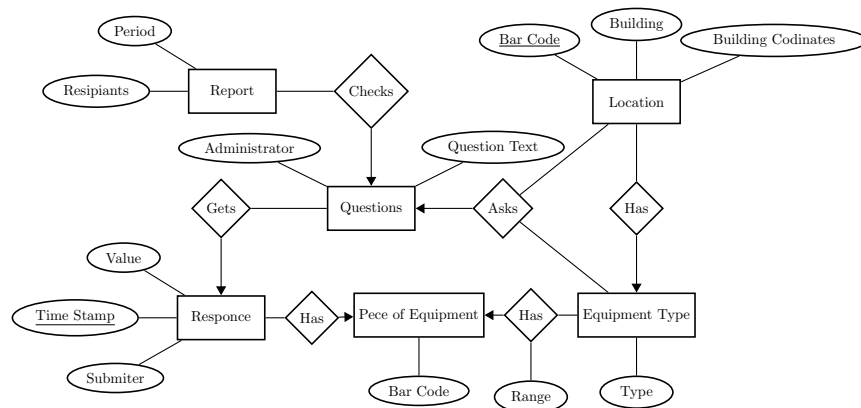 Period
Building
Bar Code
Building Codinates
Resipiants
Report
Checks
Location
Administrator
Question Text
Gets
Questions
Asks
Has
Value
Time Stamp
Responce
Has
Pece of Equipment
Has
Equipment Type
Submiter
Bar Code
Range
Type